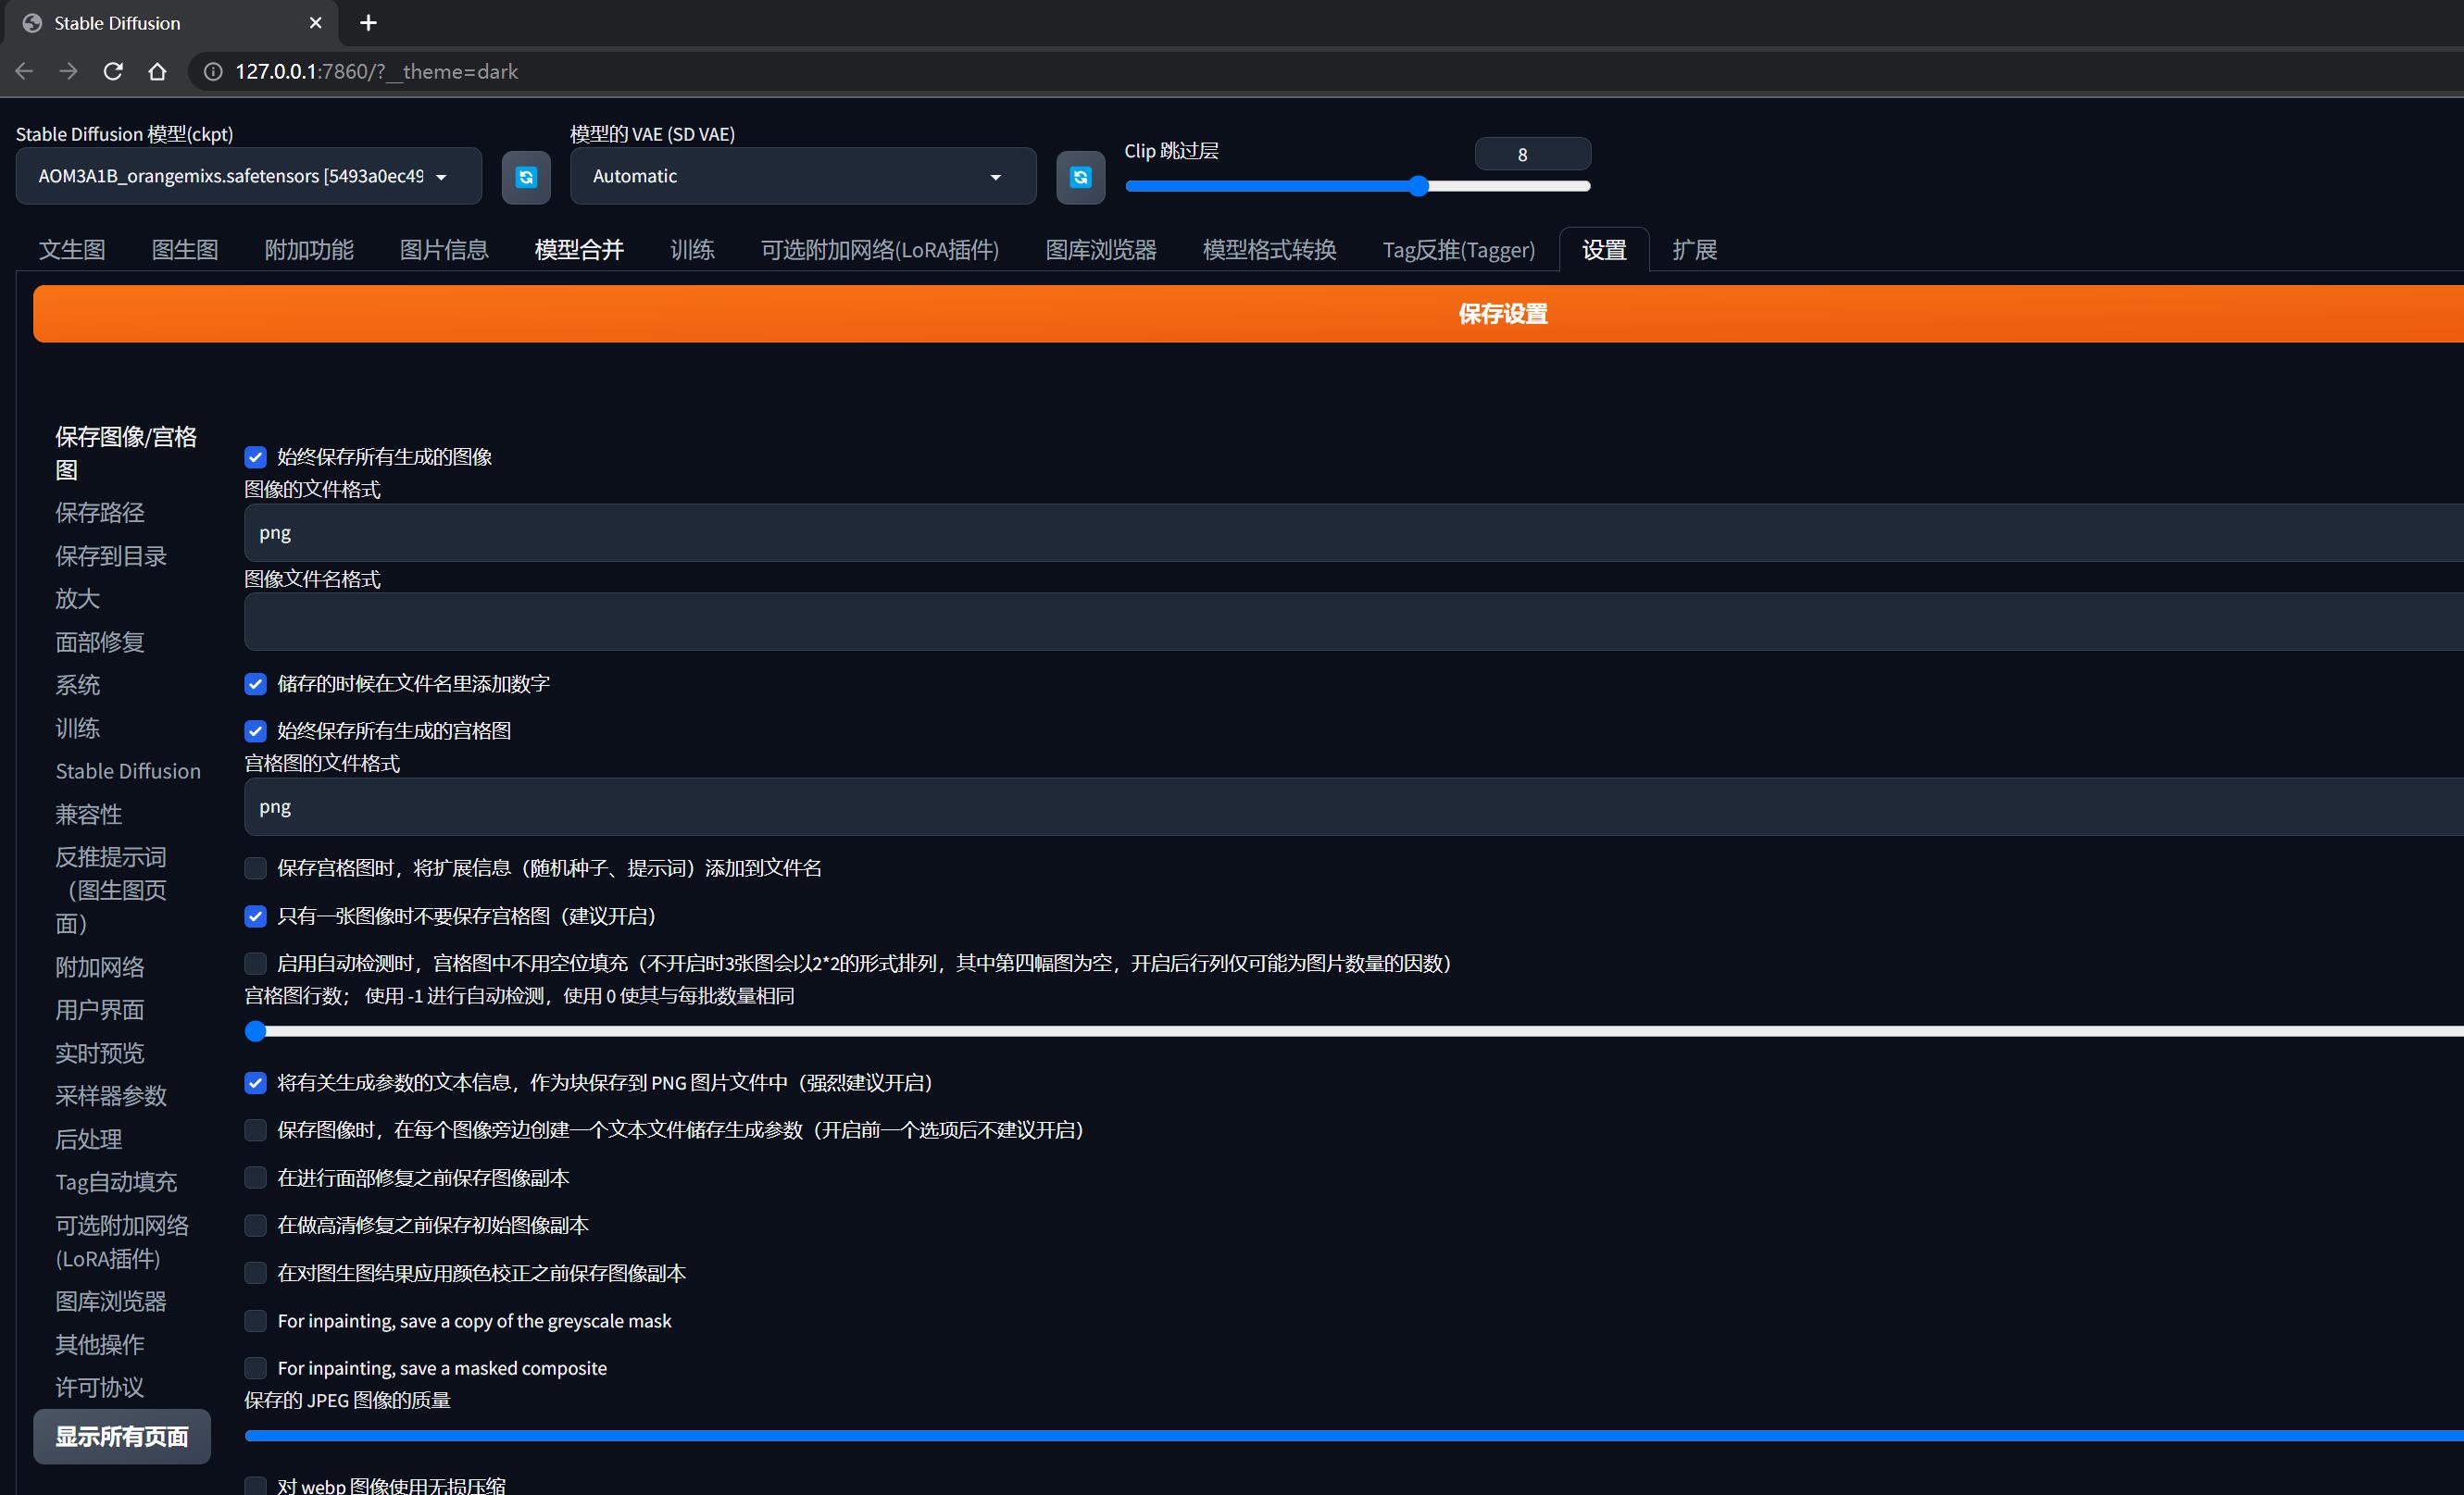 Stable Diffusion
127.0.0.1:7860/?__theme=dark
Stable Diffusion 模型(ckpt)
AOM3A1B_orangemixs.safetensors [5493a0ec49
模型的 VAE (SD VAE)
Automatic
Clip 跳过层
8
文生图 图生图 附加功能 图片信息 模型合并 训练 可选附加网络(LoRA插件) 图库浏览器 模型格式转换 Tag反推(Tagger) 设置 扩展
保存设置
保存图像/宫格
图
保存路径
保存到目录
放大
面部修复
系统
训练
Stable Diffusion
兼容性
反推提示词
（图生图页
面）
附加网络
用户界面
实时预览
采样器参数
后处理
Tag自动填充
可选附加网络
(LoRA插件)
图库浏览器
其他操作
许可协议
显示所有页面
始终保存所有生成的图像
图像的文件格式
png
图像文件名格式
储存的时候在文件名里添加数字
始终保存所有生成的宫格图
宫格图的文件格式
png
保存宫格图时，将扩展信息（随机种子、提示词）添加到文件名
只有一张图像时不要保存宫格图（建议开启）
启用自动检测时，宫格图中不用空位填充（不开启时3张图会以2*2的形式排列，其中第四幅图为空，开启后行列仅可能为图片数量的因数）
宫格图行数； 使用 -1 进行自动检测，使用 0 使其与每批数量相同
将有关生成参数的文本信息，作为块保存到 PNG 图片文件中（强烈建议开启）
保存图像时，在每个图像旁边创建一个文本文件储存生成参数（开启前一个选项后不建议开启）
在进行面部修复之前保存图像副本
在做高清修复之前保存初始图像副本
在对图生图结果应用颜色校正之前保存图像副本
For inpainting, save a copy of the greyscale mask
For inpainting, save a masked composite
保存的 JPEG 图像的质量
对 webp 图像使用无损压缩